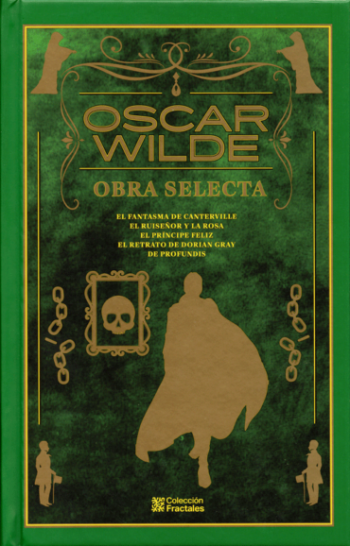 OSCAR
WILDE
OBRA SELECTA
EL FANTASMA DE CANTERVILLE
EL RUISEÑOR Y LA ROSA
EL PRÍNCIPE FELIZ
EL RETRATO DE DORIAN GRAY
DE PROFUNDIS
Colección
Fractales